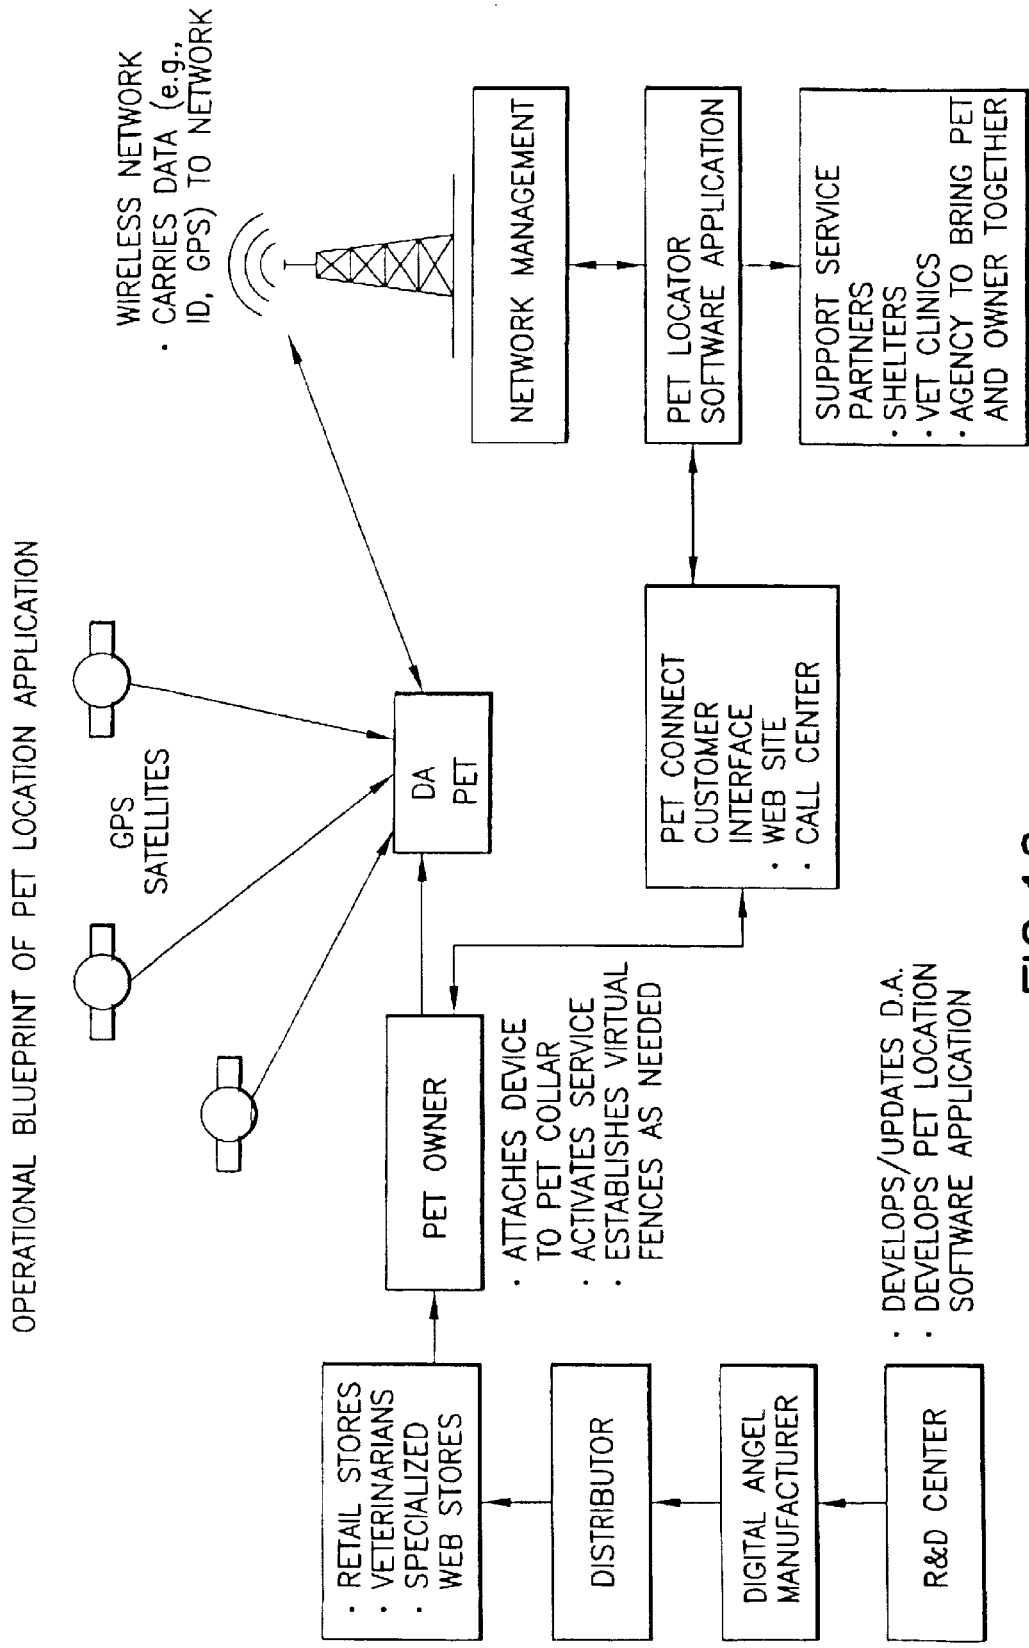 OPERATIONAL BLUEPRINT OF PET LOCATION APPLICATION
GPS
SATELLITES
WIRELESS NETWORK
· CARRIES DATA (e.g.,
ID, GPS) TO NETWORK
· RETAIL STORES
· VETERINARIANS
· SPECIALIZED
WEB STORES
PET OWNER
DA
PET
NETWORK MANAGEMENT
· ATTACHES DEVICE
TO PET COLLAR
· ACTIVATES SERVICE
· ESTABLISHES VIRTUAL
FENCES AS NEEDED
DISTRIBUTOR
PET CONNECT
CUSTOMER
INTERFACE
· WEB SITE
· CALL CENTER
PET LOCATOR
SOFTWARE APPLICATION
DIGITAL ANGEL
MANUFACTURER
SUPPORT SERVICE
PARTNERS
· SHELTERS
· VET CLINICS
· AGENCY TO BRING PET
AND OWNER TOGETHER
R&D CENTER
· DEVELOPS/UPDATES D.A.
· DEVELOPS PET LOCATION
SOFTWARE APPLICATION